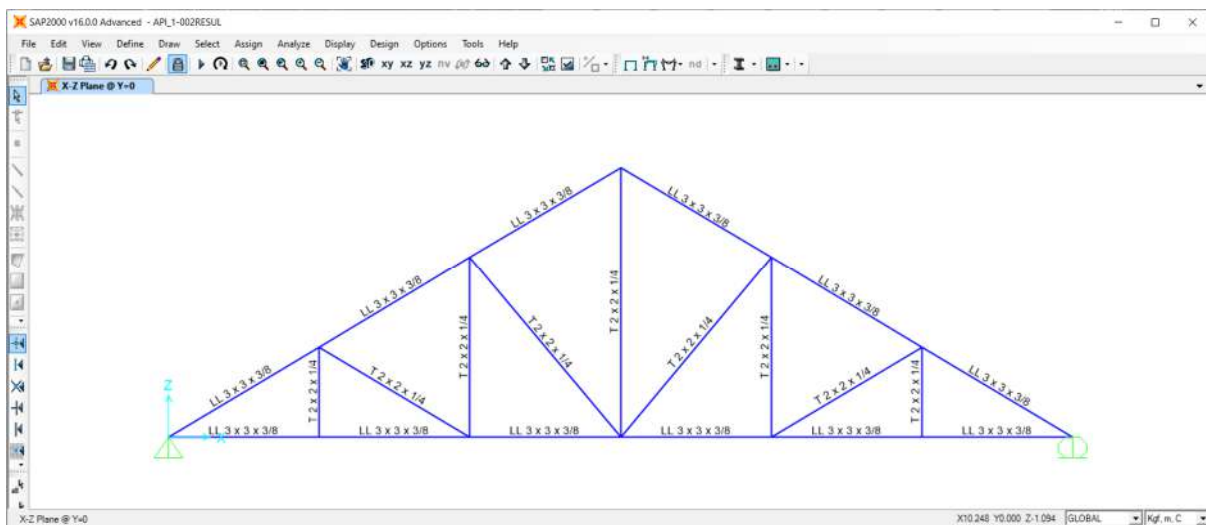 SAP2000 v16.0.0 Advanced - API_1-002RESUL
File Edit View Define Draw Select Assign Analyze Display Design Options Tools Help
xy xz yz nv nd
X-Z Plane @ Y=0
LL 3 x 3 x 3/8 LL 3 x 3 x 3/8
LL 3 x 3 x 3/8 T 2 x 2 x 1/4 LL 3 x 3 x 3/8
T 2 x 2 x 1/4 T 2 x 2 x 1/4 T 2 x 2 x 1/4 T 2 x 2 x 1/4
LL 3 x 3 x 3/8 T 2 x 2 x 1/4 T 2 x 2 x 1/4 T 2 x 2 x 1/4 T 2 x 2 x 1/4 LL 3 x 3 x 3/8
Z
X
LL 3 x 3 x 3/8 LL 3 x 3 x 3/8 LL 3 x 3 x 3/8 LL 3 x 3 x 3/8 LL 3 x 3 x 3/8 LL 3 x 3 x 3/8
X-Z Plane @ Y=0 X10.248 Y0.000 Z-1.094 GLOBAL Kgf, m, C